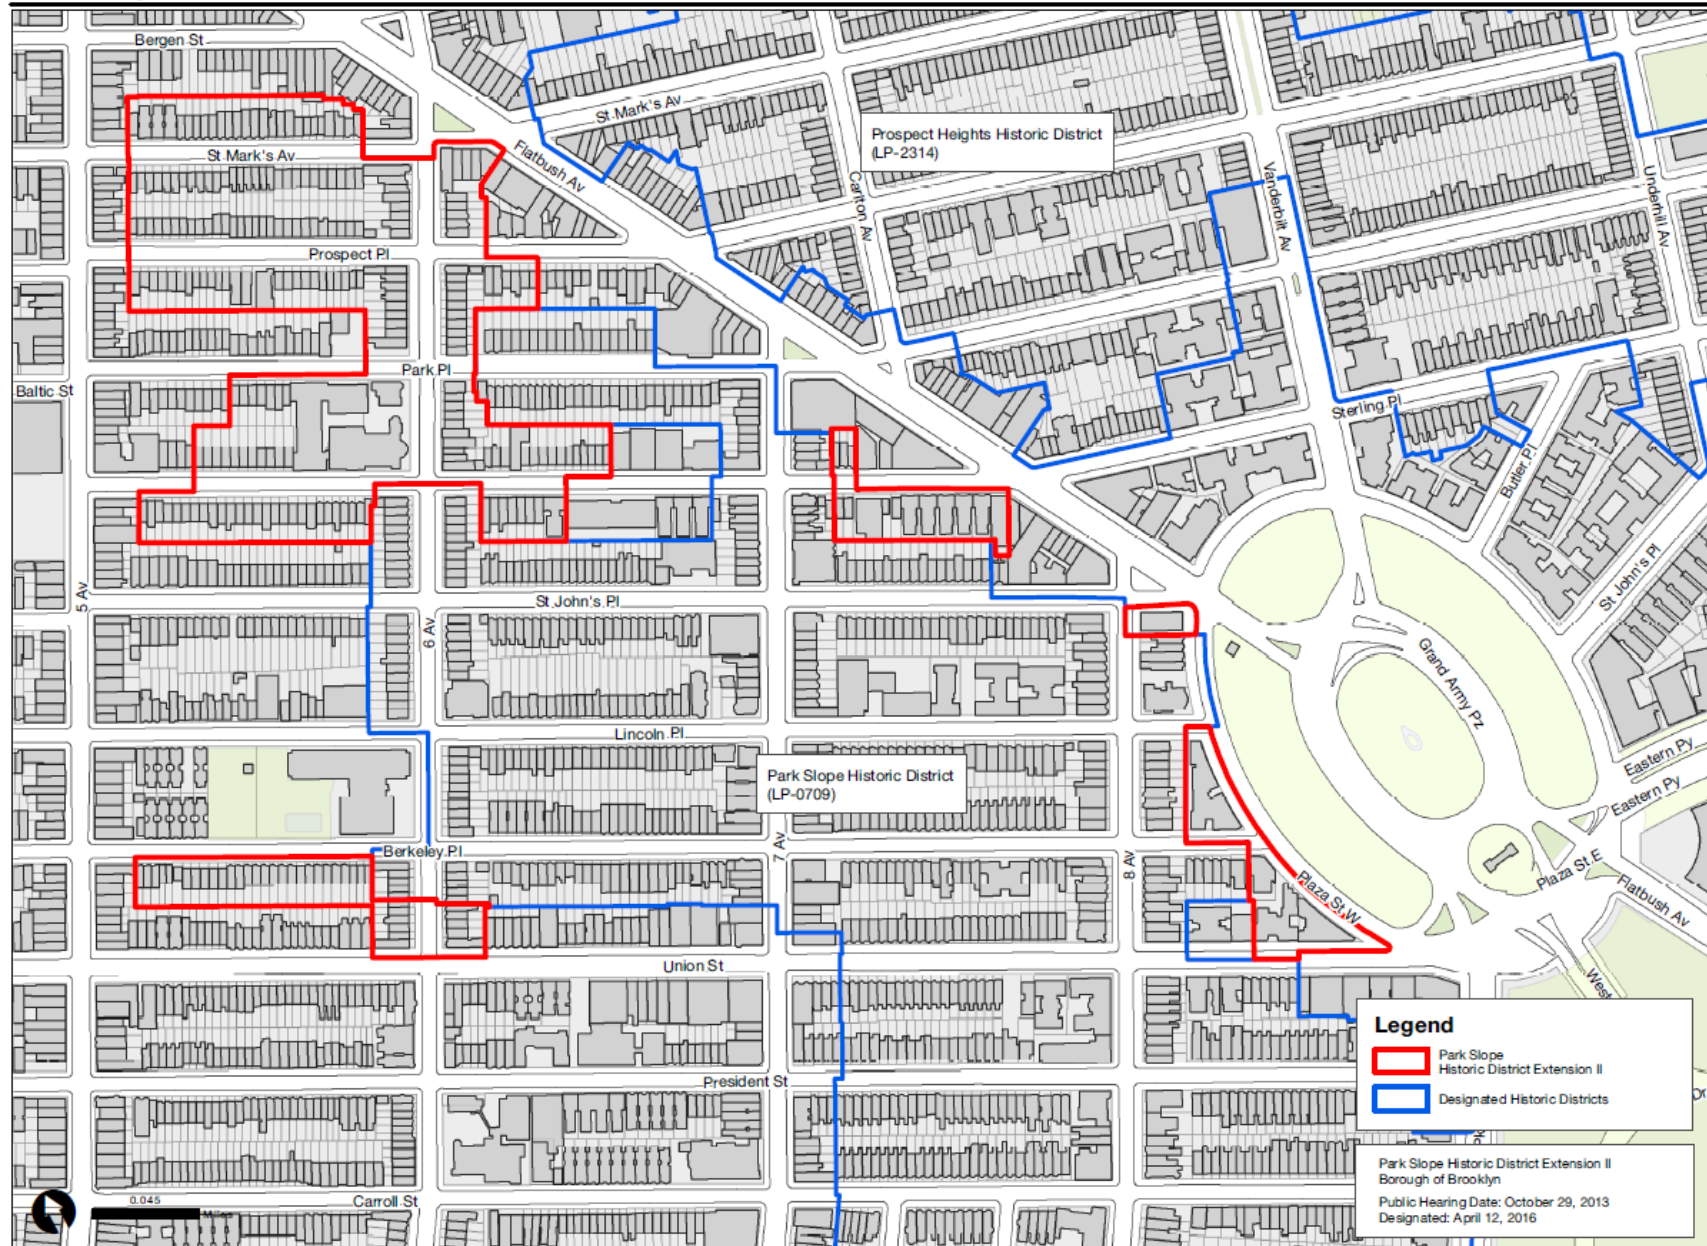 Bergen St
St Mark's Av
St Mark's Av
Flatbush Av
Prospect Heights Historic District
(LP-2314)
Carlton Av
Vanderbilt Av
Underhill Av
Prospect Pl
Park Pl
Baltic St
Sterling Pl
Butler Pl
5 Av
6 Av
St John's Pl
St John's Pl
Grand Army Pz
Lincoln Pl
Park Slope Historic District
(LP-0709)
Eastern Py
Eastern Py
Berkeley Pl
7 Av
8 Av
Plaza St W
Plaza St E
Flatbush Av
Union St
West
President St
Carroll St
0.045
Miles
Legend
Park Slope
Historic District Extension II
Designated Historic Districts
Park Slope Historic District Extension II
Borough of Brooklyn
Public Hearing Date: October 29, 2013
Designated: April 12, 2016